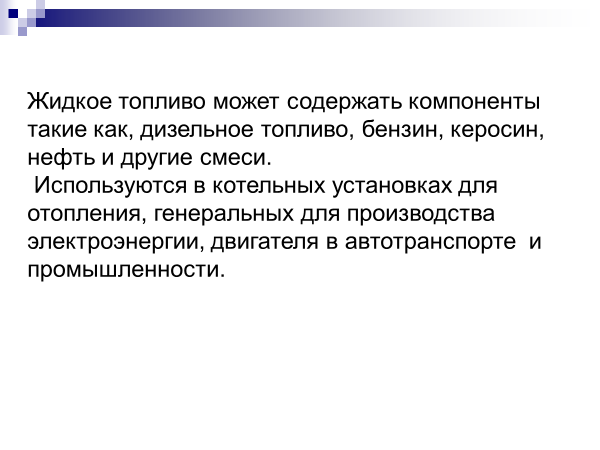 Жидкое топливо может содержать компоненты
такие как, дизельное топливо, бензин, керосин,
нефть и другие смеси.
Используются в котельных установках для
отопления, генеральных для производства
электроэнергии, двигателя в автотранспорте и
промышленности.